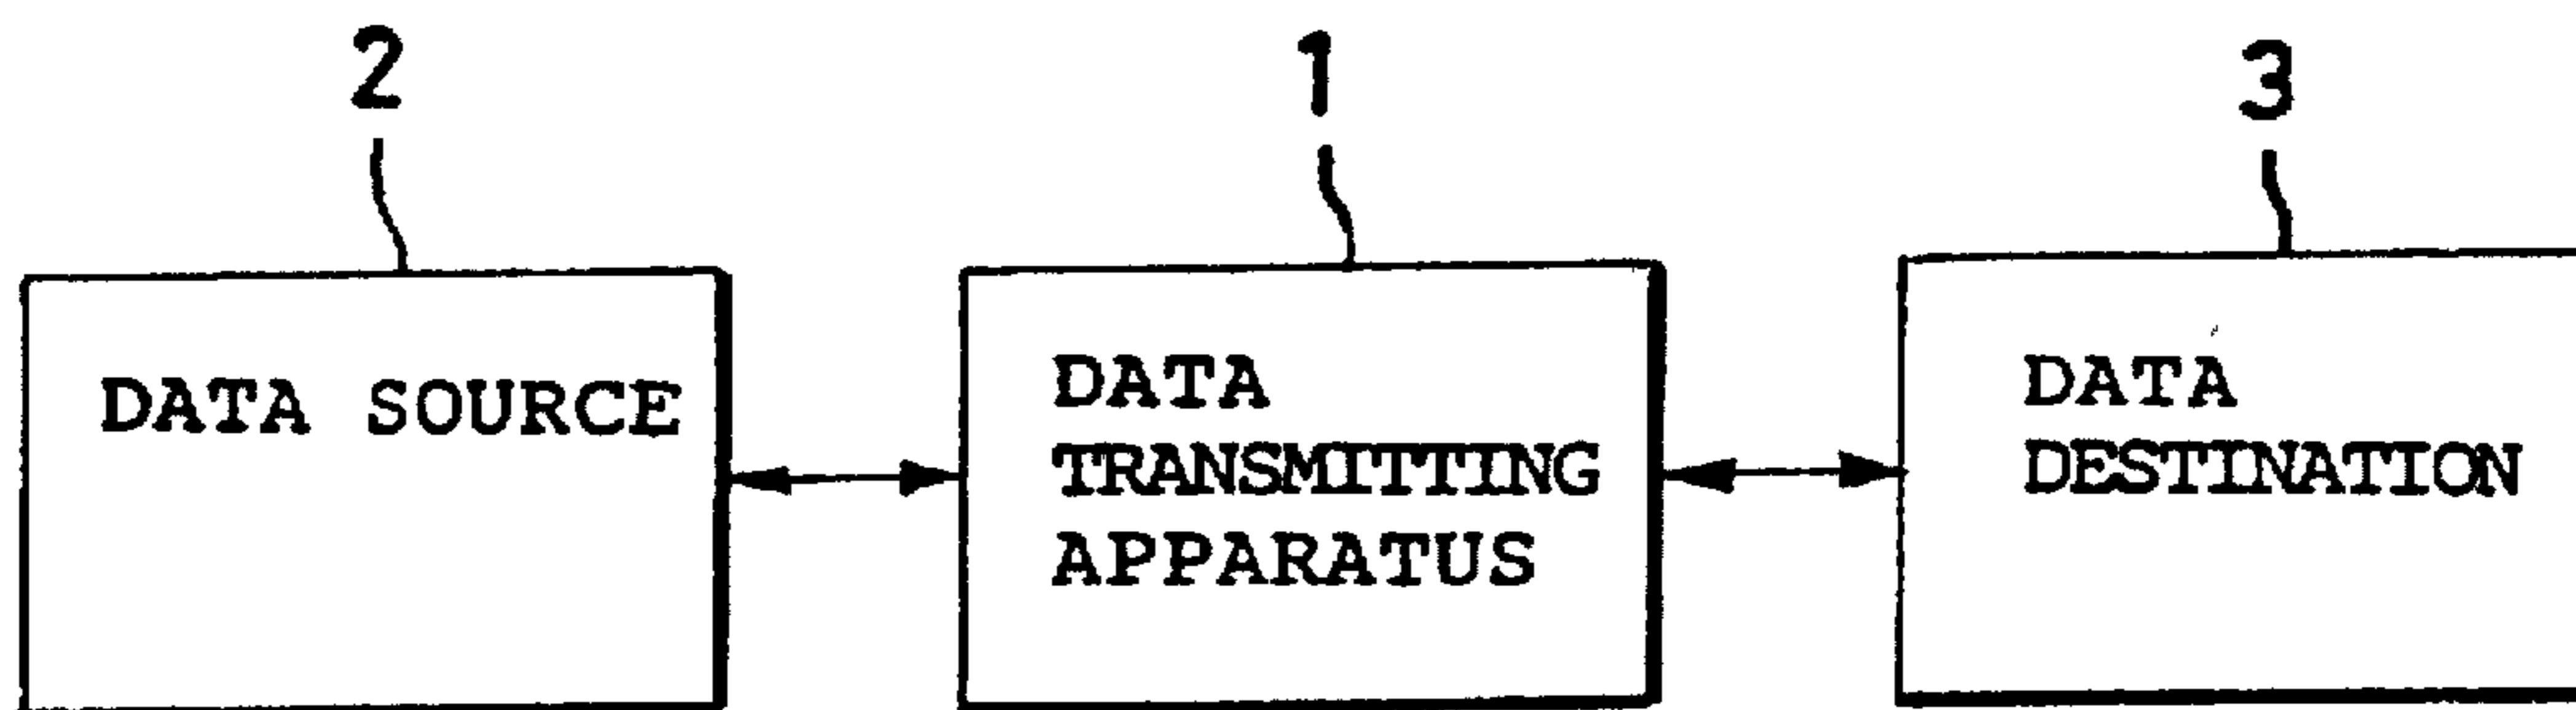 2
1
3
DATA SOURCE
DATA
TRANSMITTING
APPARATUS
DATA
DESTINATION